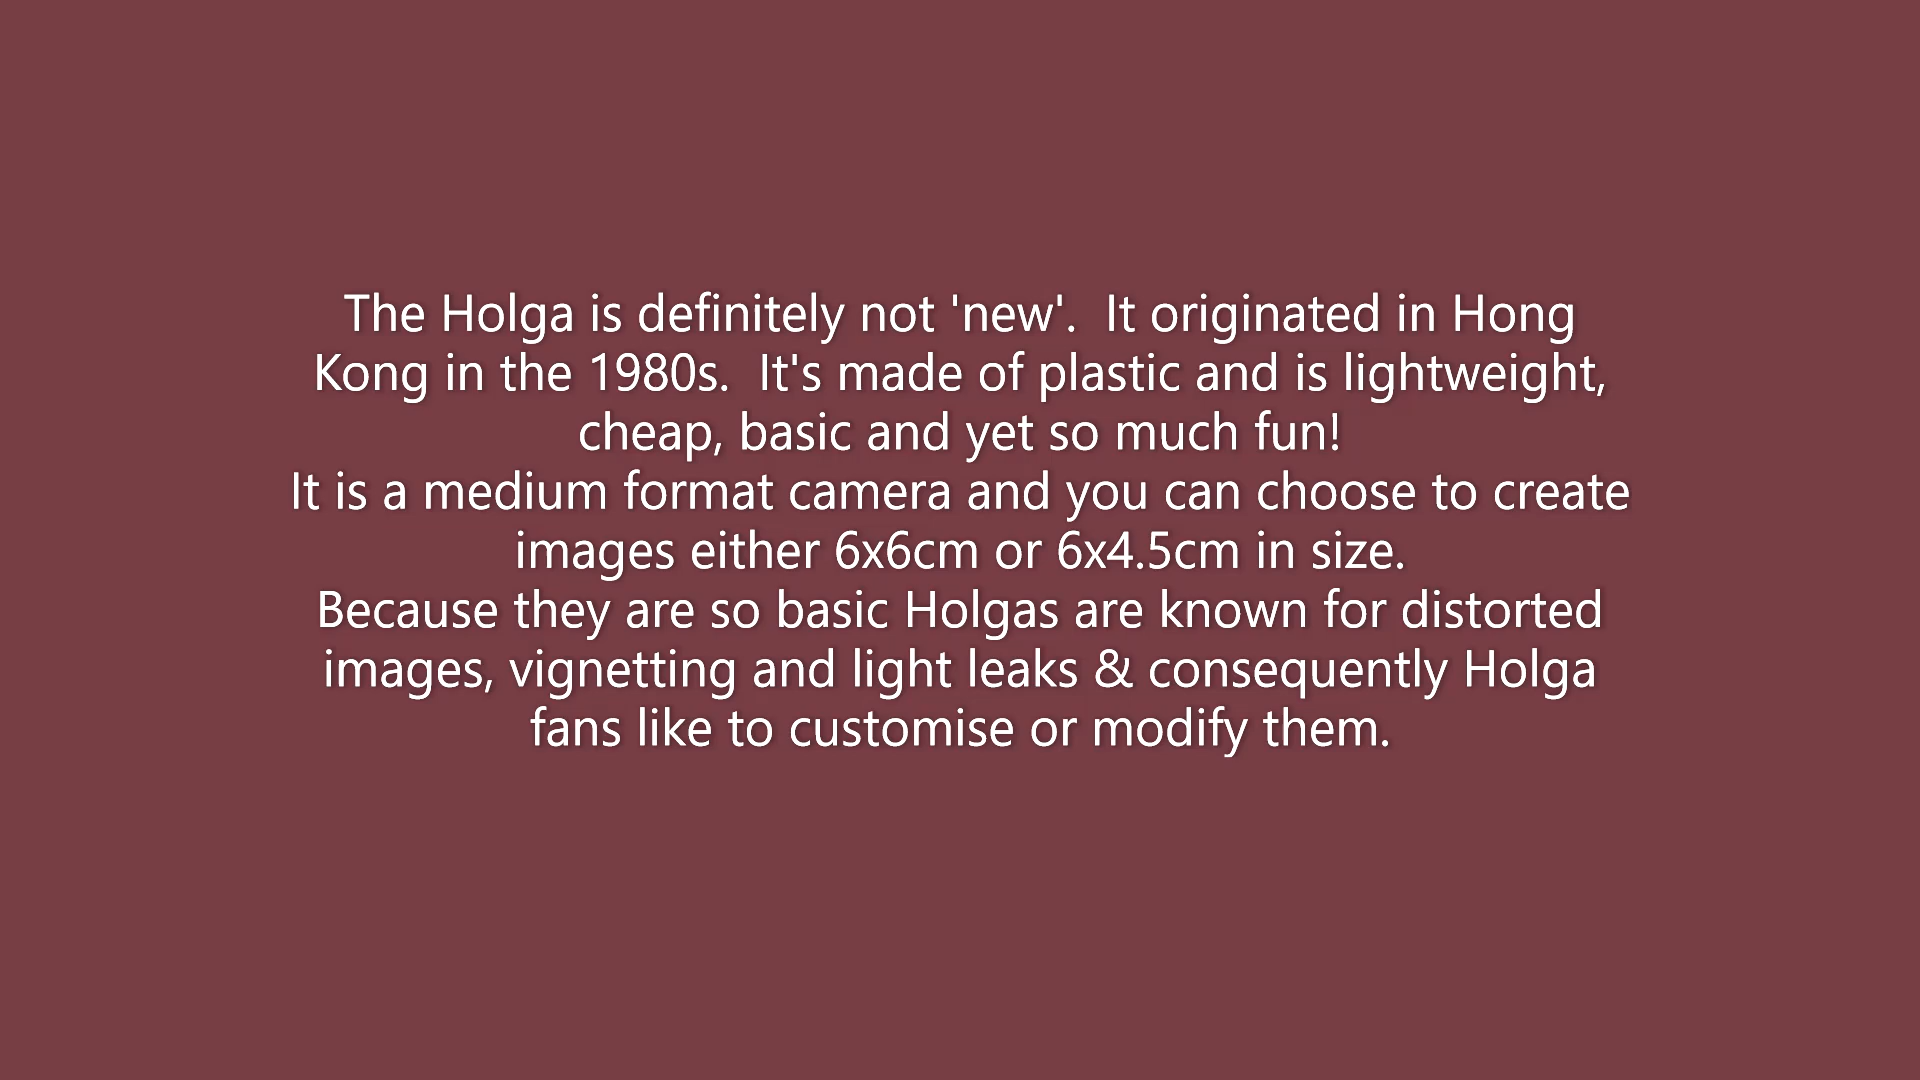 The Holga is definitely not 'new'.  It originated in Hong
Kong in the 1980s.  It's made of plastic and is lightweight,
cheap, basic and yet so much fun!
It is a medium format camera and you can choose to create
images either 6x6cm or 6x4.5cm in size.
Because they are so basic Holgas are known for distorted
images, vignetting and light leaks & consequently Holga
fans like to customise or modify them.